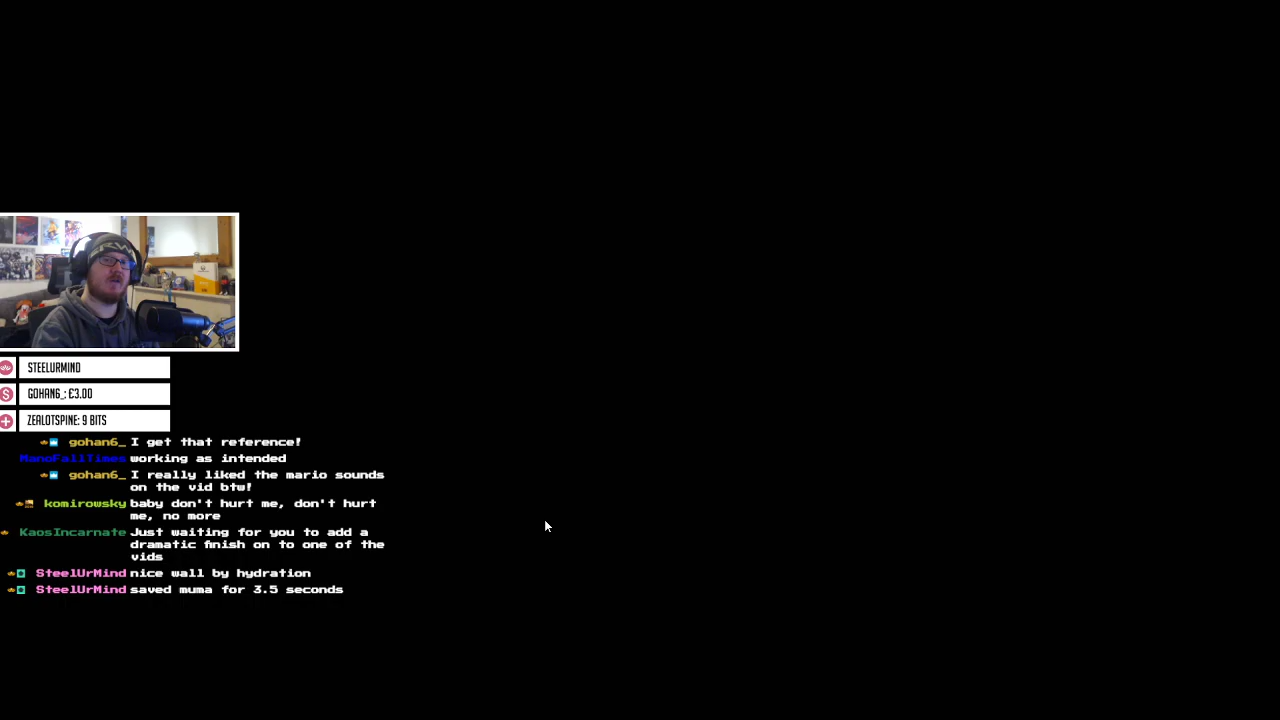 STEELURMIND
GOHAN6_: £3.00
ZEALOTSPINE: 9 BITS
gohan6_ I get that reference!
ManoFallTimes working as intended
gohan6_ I really liked the mario sounds
on the vid btw!
komirowsky baby don't hurt me, don't hurt
me, no more
KaosIncarnate Just waiting for you to add a
dramatic finish on to one of the
vids
SteelUrMind nice wall by hydration
SteelUrMind saved muma for 3.5 seconds